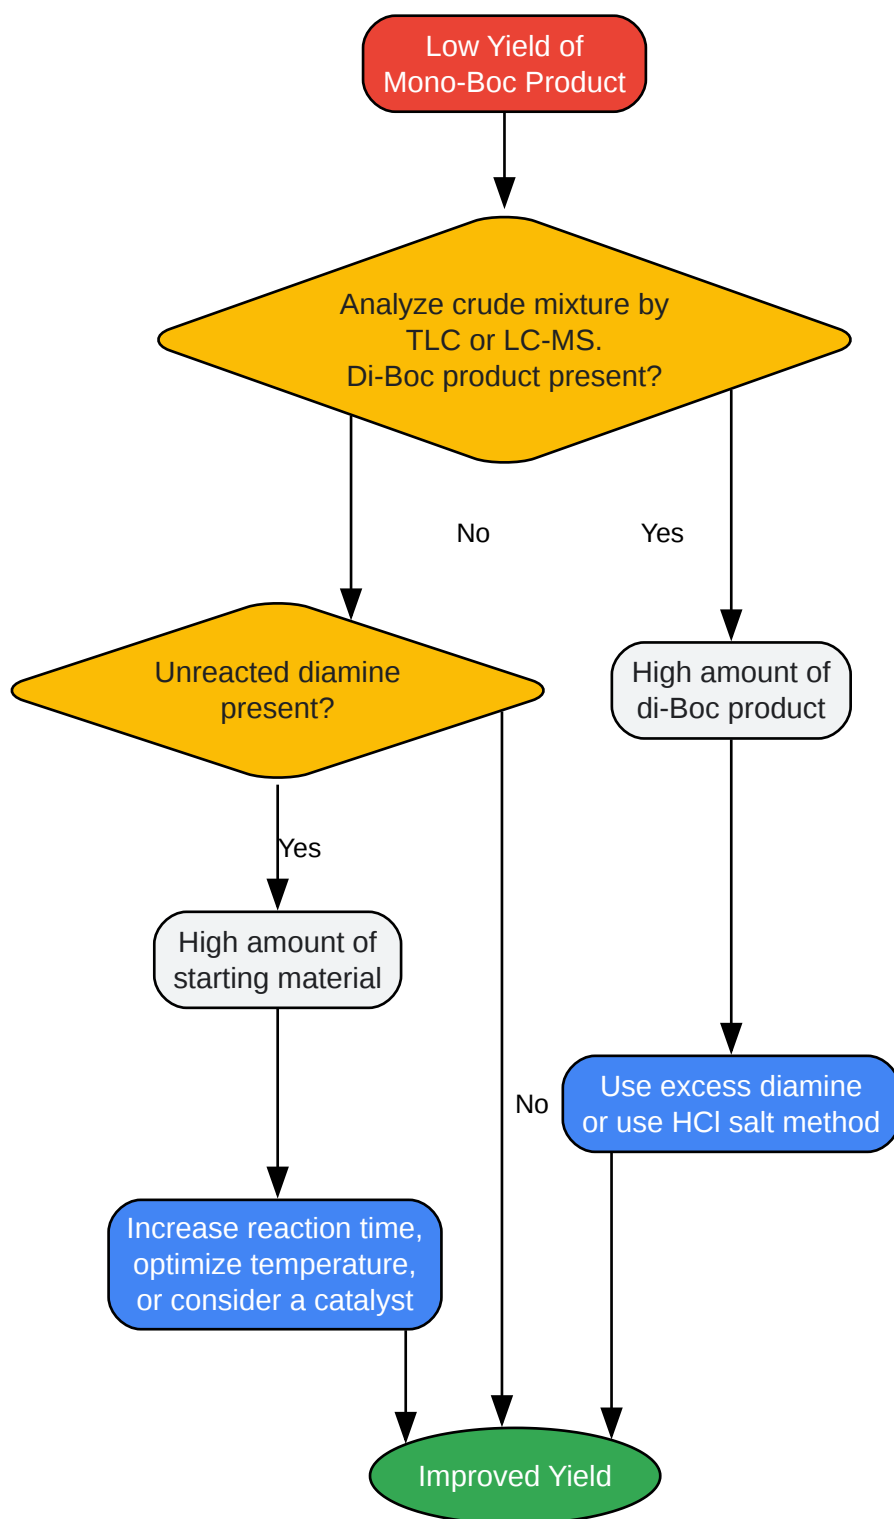 Low Yield of
Mono-Boc Product
Analyze crude mixture by
TLC or LC-MS.
Di-Boc product present?
No
Yes
Unreacted diamine
present?
High amount of
di-Boc product
Yes
High amount of
starting material
No
Use excess diamine
or use HCl salt method
Increase reaction time,
optimize temperature,
or consider a catalyst
Improved Yield